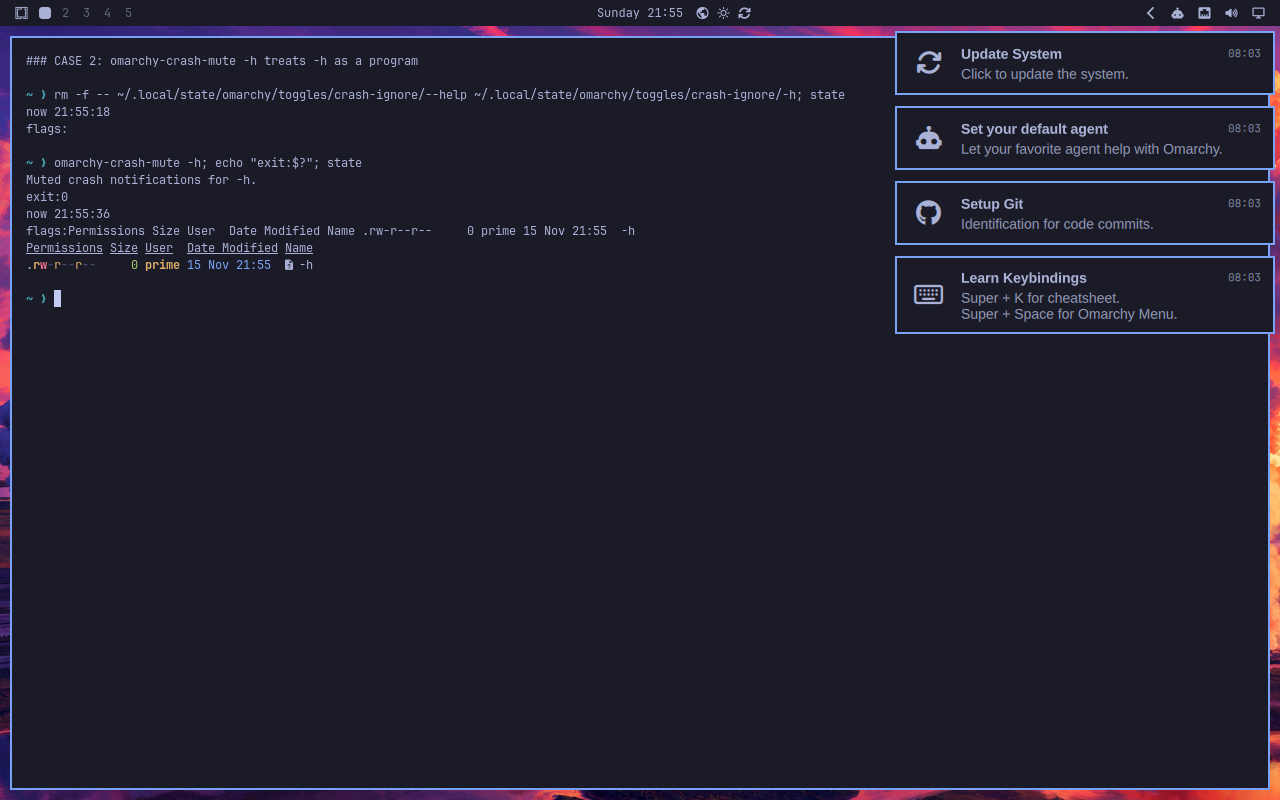 2 3 4 5
Sunday 21:55
### CASE 2: omarchy-crash-mute -h treats -h as a program
~ ❯ rm -f -- ~/.local/state/omarchy/toggles/crash-ignore/--help ~/.local/state/omarchy/toggles/crash-ignore/-h; state
now 21:55:18
flags:
~ ❯ omarchy-crash-mute -h; echo "exit:$?"; state
Muted crash notifications for -h.
exit:0
now 21:55:36
flags:Permissions Size User  Date Modified Name .rw-r--r--     0 prime 15 Nov 21:55  -h
Permissions Size User  Date Modified Name
.rw-r--r--     0 prime 15 Nov 21:55  -h
~ ❯
Update System 08:03
Click to update the system.
Set your default agent 08:03
Let your favorite agent help with Omarchy.
Setup Git 08:03
Identification for code commits.
Learn Keybindings 08:03
Super + K for cheatsheet.
Super + Space for Omarchy Menu.